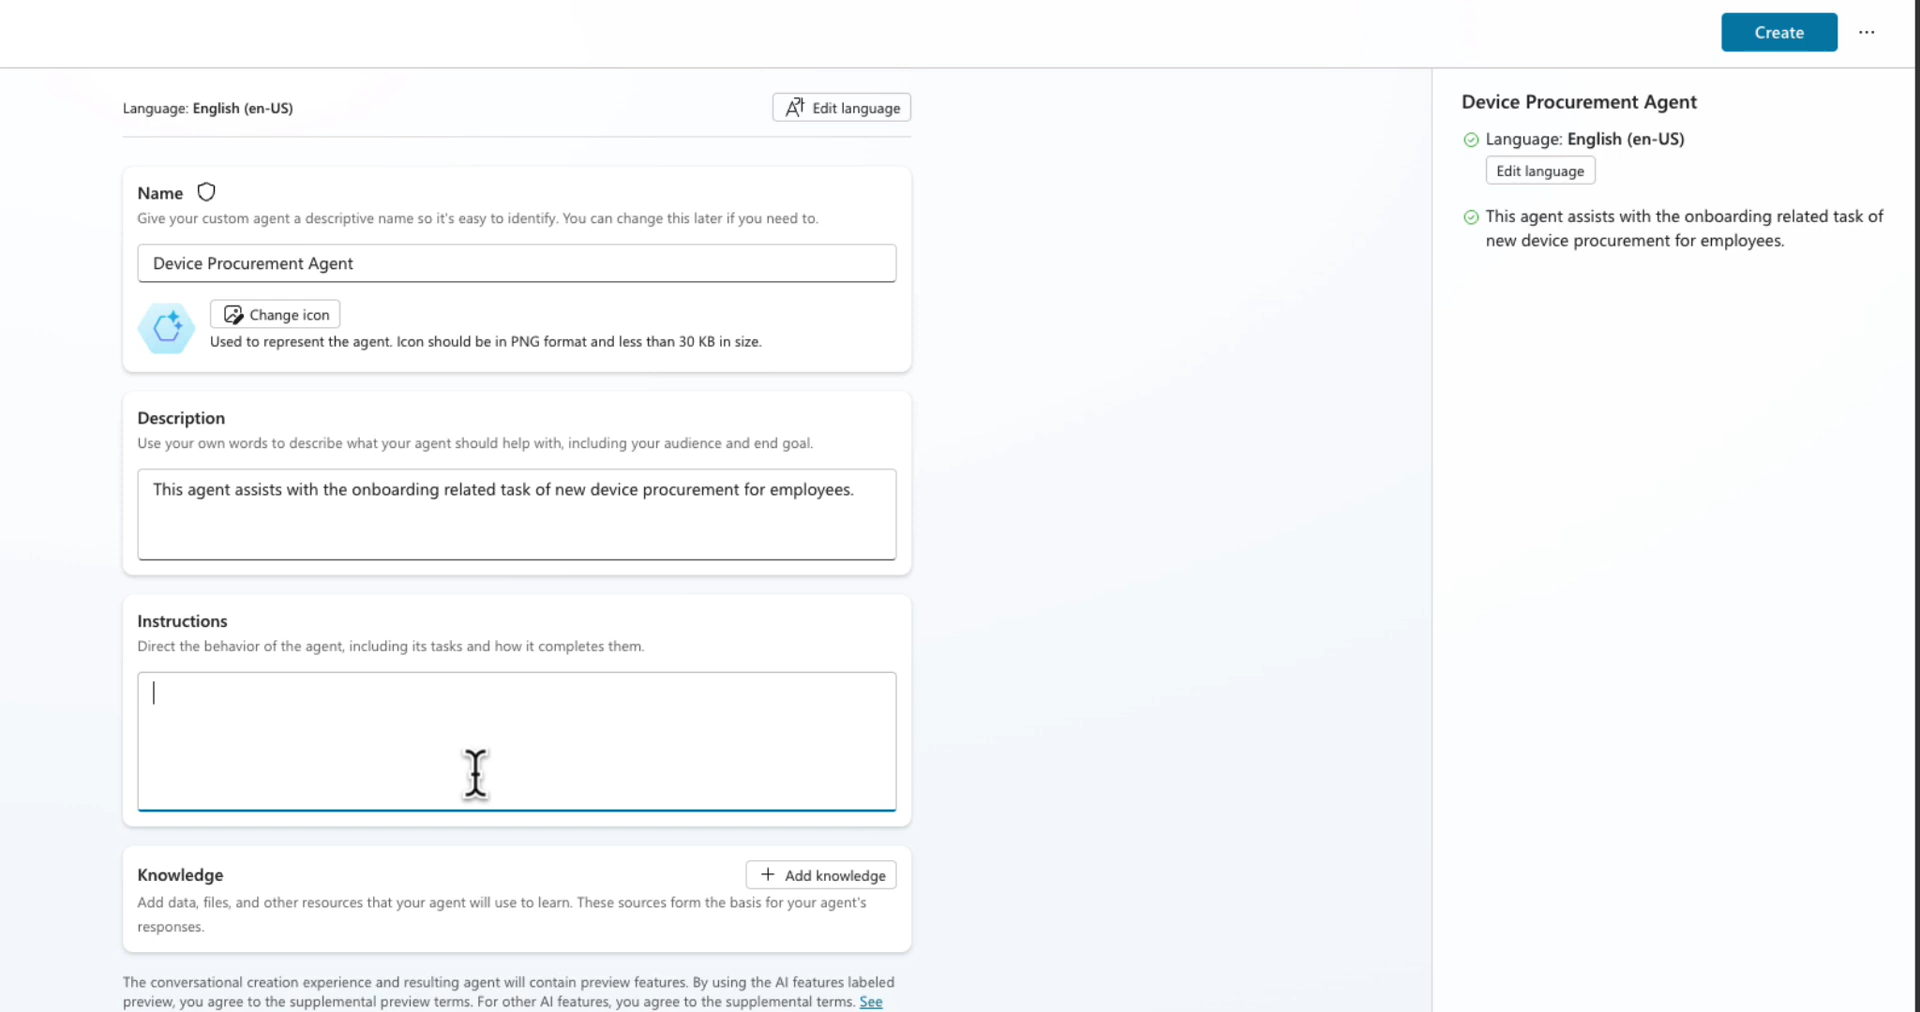 Create
Language: English (en-US)
Edit language
Name
Give your custom agent a descriptive name so it's easy to identify. You can change this later if you need to.
Device Procurement Agent
Change icon
Used to represent the agent. Icon should be in PNG format and less than 30 KB in size.
Description
Use your own words to describe what your agent should help with, including your audience and end goal.
This agent assists with the onboarding related task of new device procurement for employees.
Instructions
Direct the behavior of the agent, including its tasks and how it completes them.
Knowledge
Add knowledge
Add data, files, and other resources that your agent will use to learn. These sources form the basis for your agent's
responses.
The conversational creation experience and resulting agent will contain preview features. By using the AI features labeled
preview, you agree to the supplemental preview terms. For other AI features, you agree to the supplemental terms. See
Device Procurement Agent
Language: English (en-US)
Edit language
This agent assists with the onboarding related task of
new device procurement for employees.